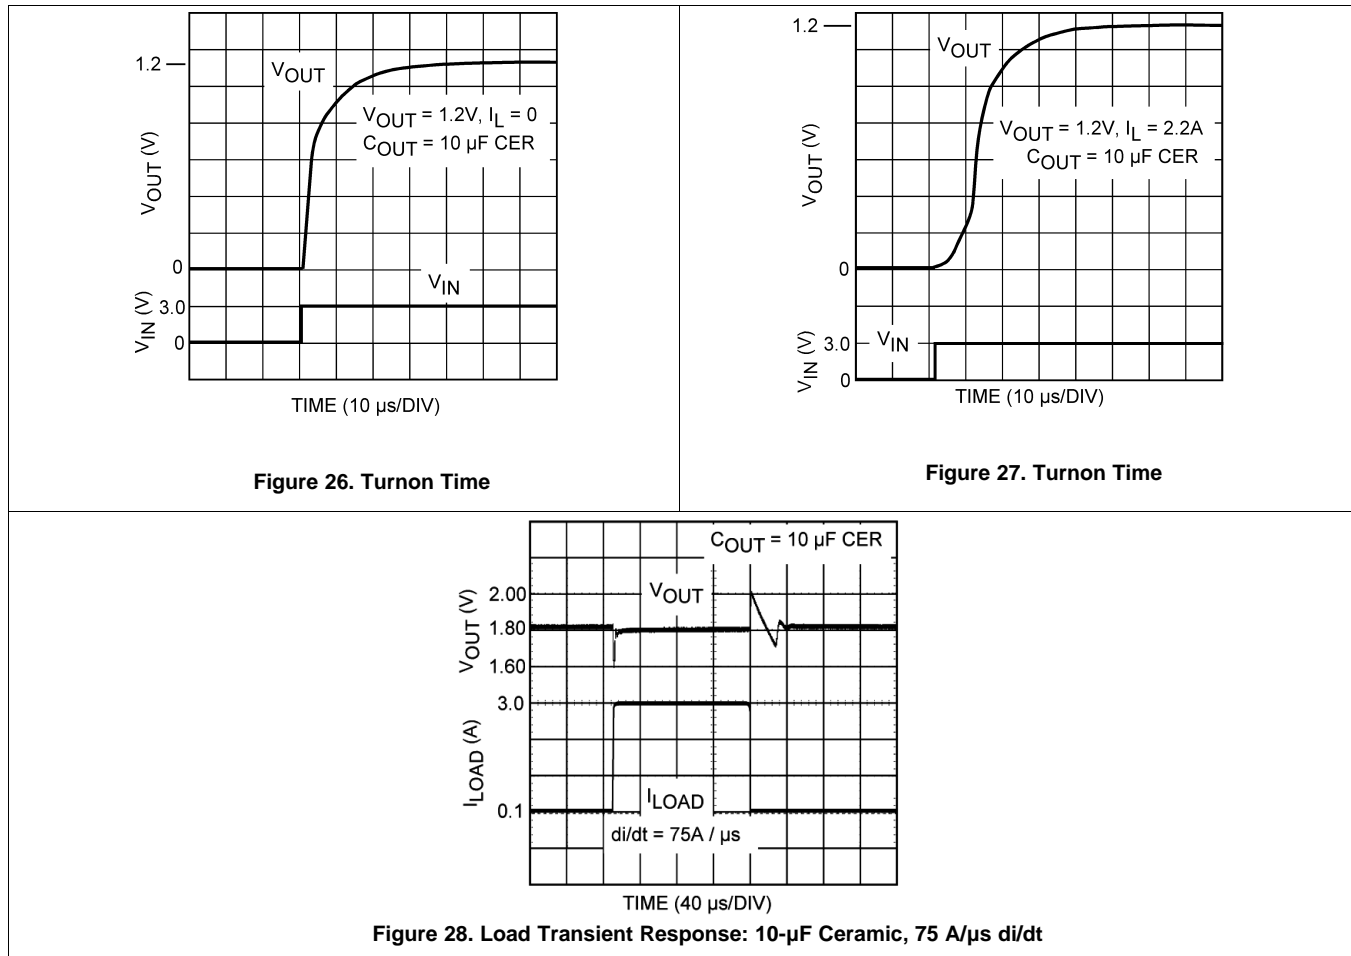 1.2
VOUT
VOUT = 1.2V, IL = 0
COUT = 10 µF CER
VOUT (V)
0
VIN
VIN (V)
3.0
0
TIME (10 µs/DIV)
Figure 26. Turnon Time
1.2
VOUT
VOUT = 1.2V, IL = 2.2A
COUT = 10 µF CER
VOUT (V)
0
VIN (V)
3.0
VIN
0
TIME (10 µs/DIV)
Figure 27. Turnon Time
COUT = 10 µF CER
VOUT
VOUT (V)
2.00
1.80
1.60
3.0
ILOAD (A)
ILOAD
0.1
di/dt = 75A / µs
TIME (40 µs/DIV)
Figure 28. Load Transient Response: 10-µF Ceramic, 75 A/µs di/dt